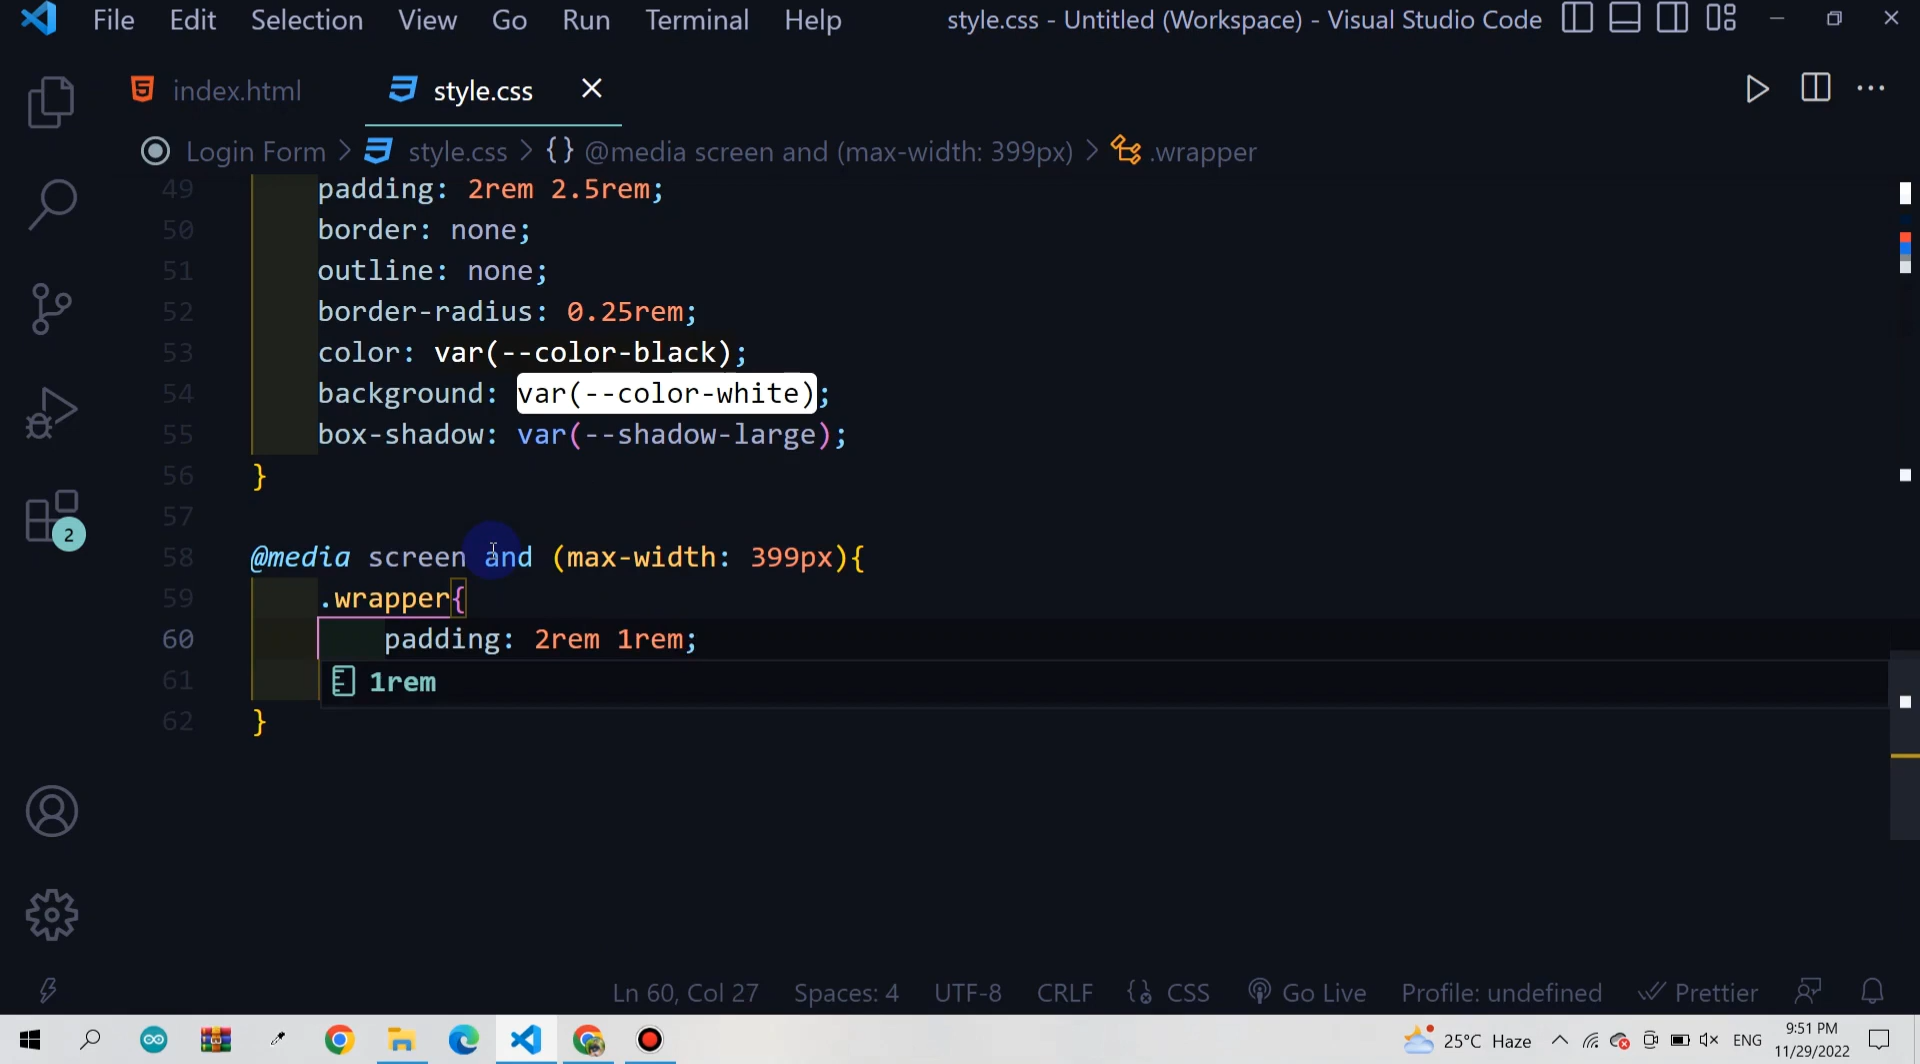 File Edit Selection View Go Run Terminal Help style.css - Untitled (Workspace) - Visual Studio Code
index.html style.css
Login Form > style.css > {} @media screen and (max-width: 399px) > .wrapper
49 padding: 2rem 2.5rem;
50 border: none;
51 outline: none;
52 border-radius: 0.25rem;
53 color: var(--color-black);
54 background: var(--color-white);
55 box-shadow: var(--shadow-large);
56 }
57
58 @media screen and (max-width: 399px){
59 .wrapper{
60 padding: 2rem 1rem;
61 1rem
62 }
2
Ln 60, Col 27 Spaces: 4 UTF-8 CRLF {} CSS Go Live Profile: undefined Prettier
25°C Haze ENG 9:51 PM
11/29/2022